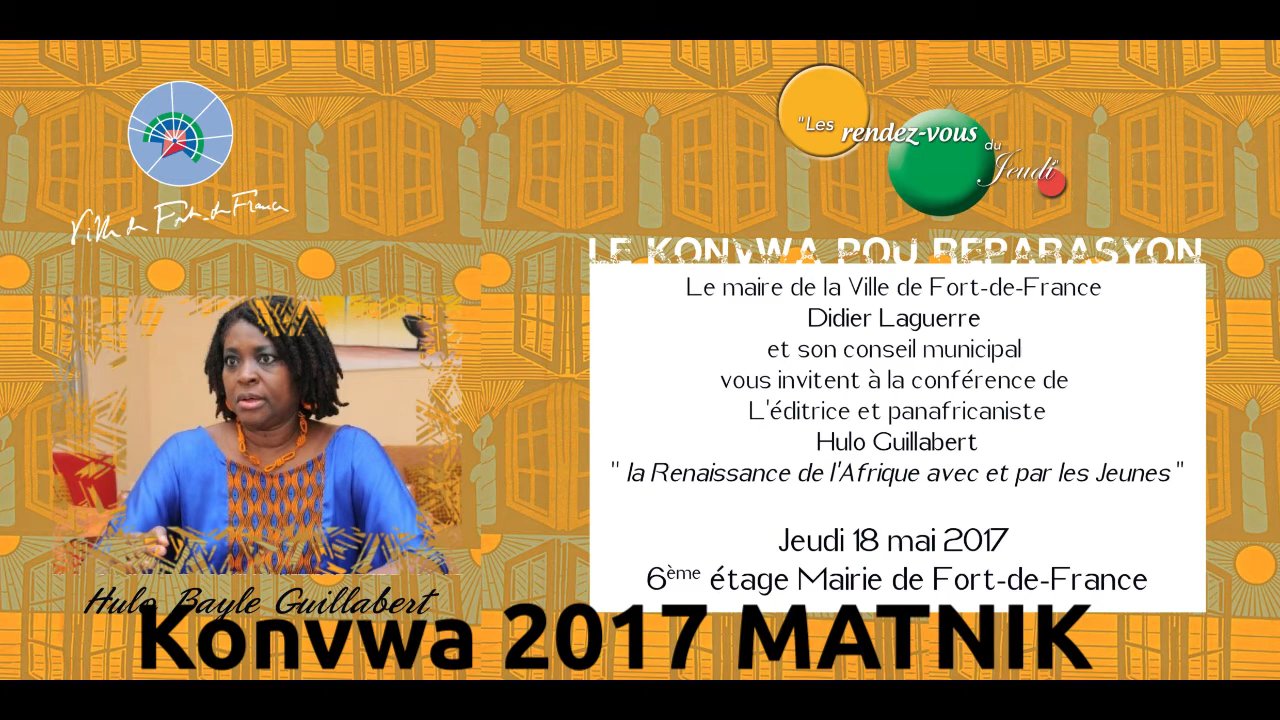 Ville de Fort-de-France
"Les rendez-vous du Jeudi"
LE KONVWA POU REPARASYON
Le maire de la Ville de Fort-de-France
Didier Laguerre
et son conseil municipal
vous invitent à la conférence de
L'éditrice et panafricaniste
Hulo Guillabert
" la Renaissance de l'Afrique avec et par les Jeunes "
Jeudi 18 mai 2017
6ème étage Mairie de Fort-de-France
Hulo Bayle Guillabert
Konvwa 2017 MATNIK